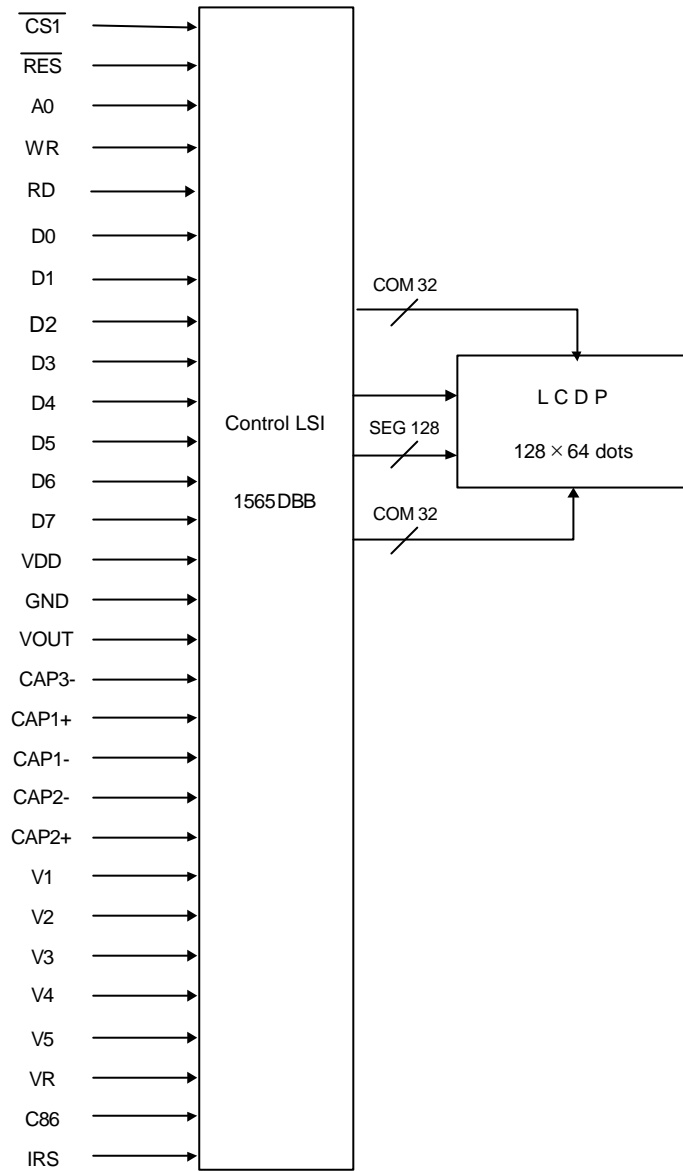 CS1
RES
A0
WR
RD
D0
D1
D2
D3
D4
D5
D6
D7
VDD
GND
VOUT
CAP3-
CAP1+
CAP1-
CAP2-
CAP2+
V1
V2
V3
V4
V5
VR
C86
IRS
Control LSI
1565DBB
COM 32
SEG 128
COM 32
L C D P
128 × 64 dots